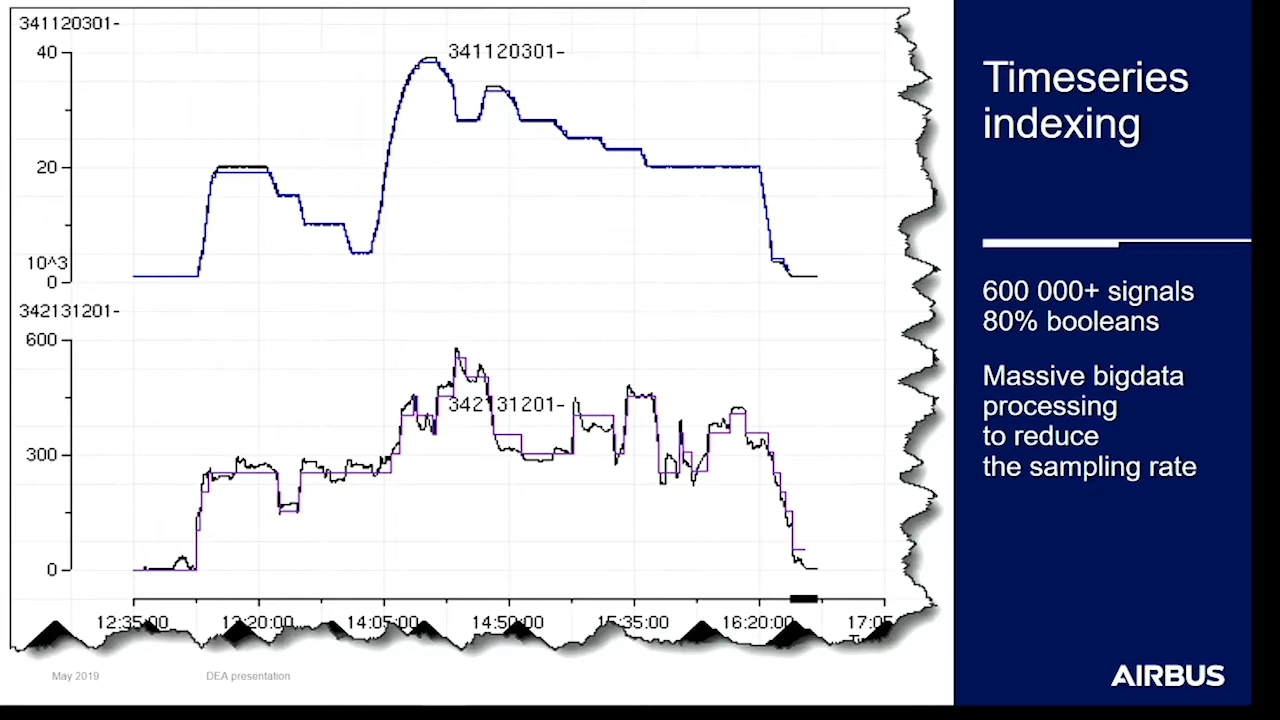 341120301-
40
341120301-
20
10^3
0
342131201-
600
342131201-
300
0
12:35:00 13:20:00 14:05:00 14:50:00 15:35:00 16:20:00 17:05
May 2019
DEA presentation
Timeseries
indexing
600 000+ signals
80% booleans
Massive bigdata
processing
to reduce
the sampling rate
AIRBUS